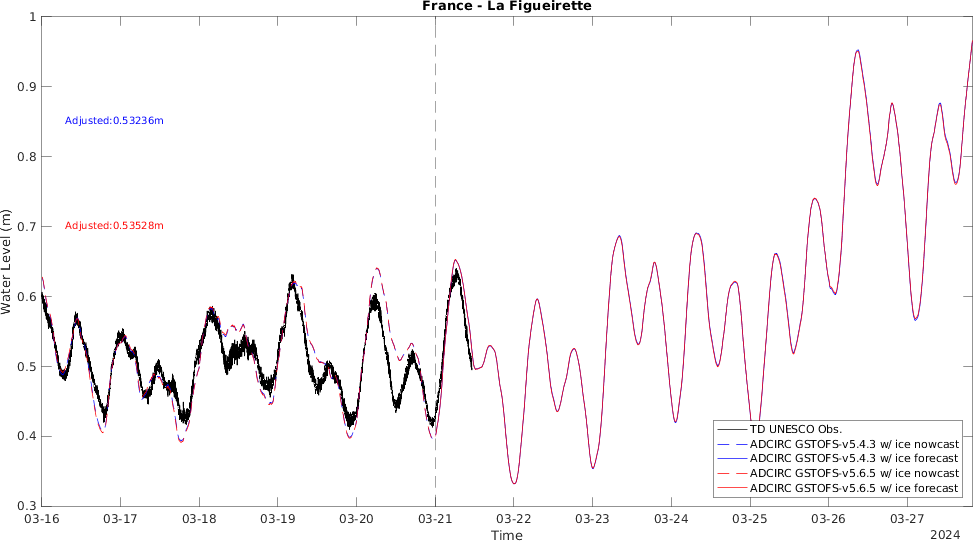 France - La Figueirette
1
0.9
0.8
0.7
0.6
0.5
0.4
0.3
Water Level (m)
Adjusted:0.53236m
Adjusted:0.53528m
TD UNESCO Obs.
ADCIRC GSTOFS-v5.4.3 w/ ice nowcast
ADCIRC GSTOFS-v5.4.3 w/ ice forecast
ADCIRC GSTOFS-v5.6.5 w/ ice nowcast
ADCIRC GSTOFS-v5.6.5 w/ ice forecast
03-16 03-17 03-18 03-19 03-20 03-21 03-22 03-23 03-24 03-25 03-26 03-27
Time
2024